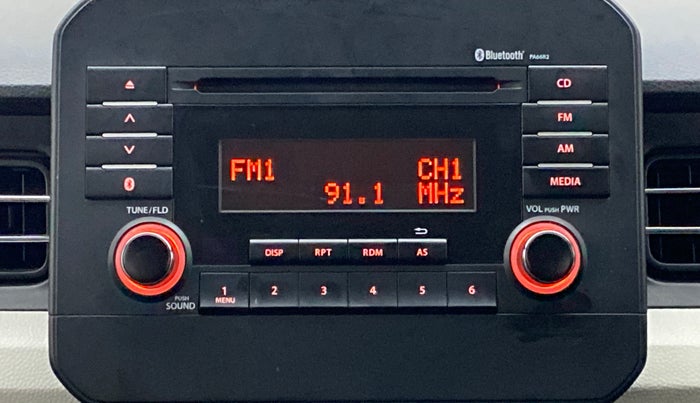 Bluetooth PA66R2
CD
FM
AM
MEDIA
FM1 CH1
91.1 MHz
TUNE/FLD
VOL PUSH PWR
DISP RPT RDM AS
PUSH
SOUND
1 2 3 4 5 6
MENU